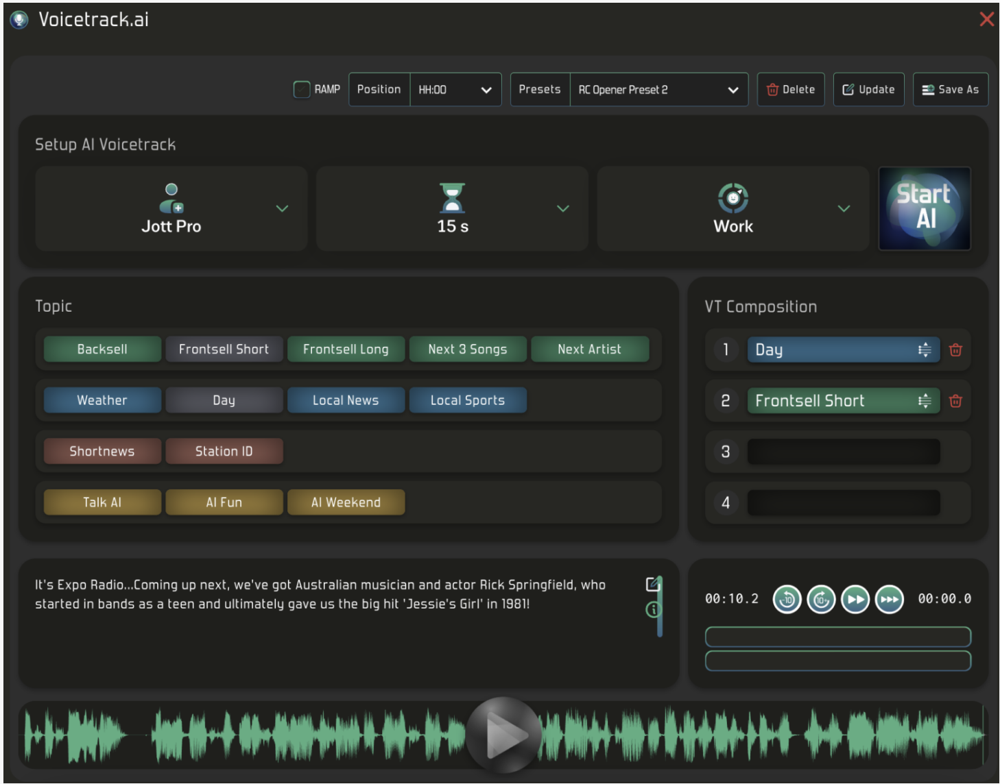 Voicetrack.ai
RAMP Position HH:00 Presets RC Opener Preset 2 Delete Update Save As
Setup AI Voicetrack
Jott Pro
15 s
Work
Start
AI
Topic
Backsell Frontsell Short Frontsell Long Next 3 Songs Next Artist
Weather Day Local News Local Sports
Shortnews Station ID
Talk AI AI Fun AI Weekend
VT Composition
1 Day
2 Frontsell Short
3
4
It's Expo Radio...Coming up next, we've got Australian musician and actor Rick Springfield, who
started in bands as a teen and ultimately gave us the big hit 'Jessie's Girl' in 1981!
00:10.2 -10 10+ 00:00.0